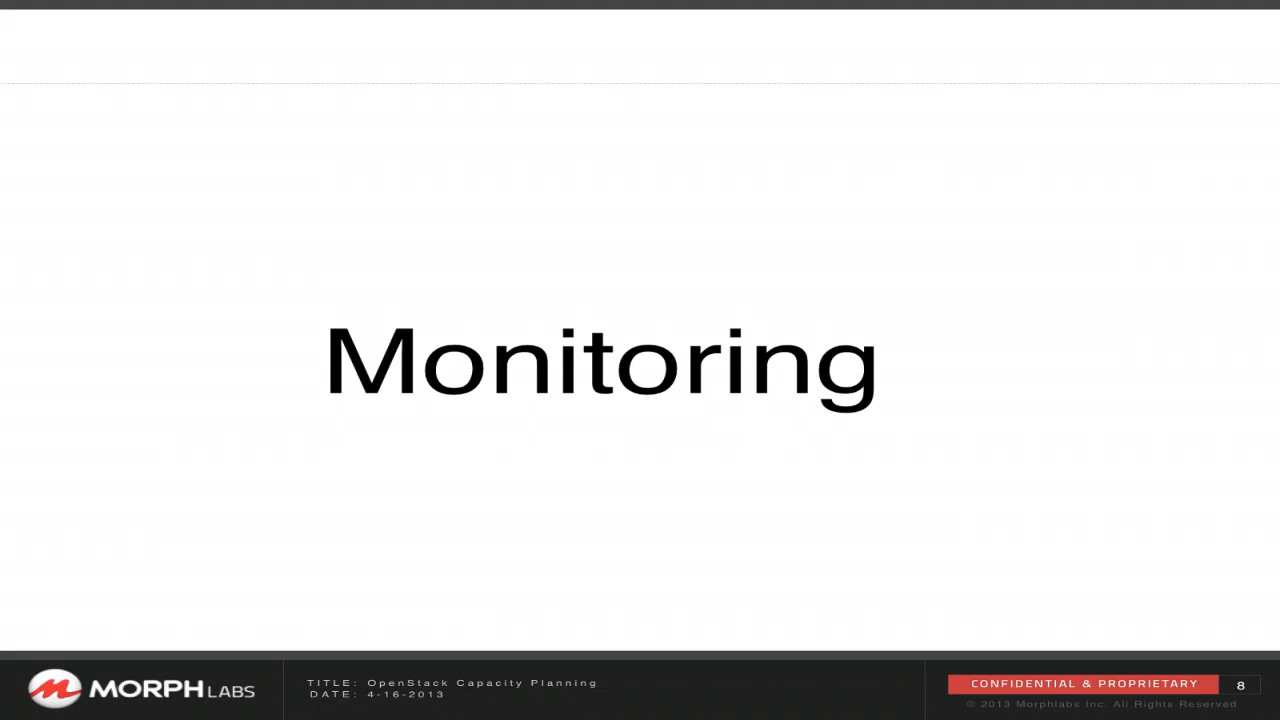 Monitoring
MORPH LABS
TITLE: OpenStack Capacity Planning
DATE: 4-16-2013
CONFIDENTIAL & PROPRIETARY
8
© 2013 Morphlabs Inc. All Rights Reserved